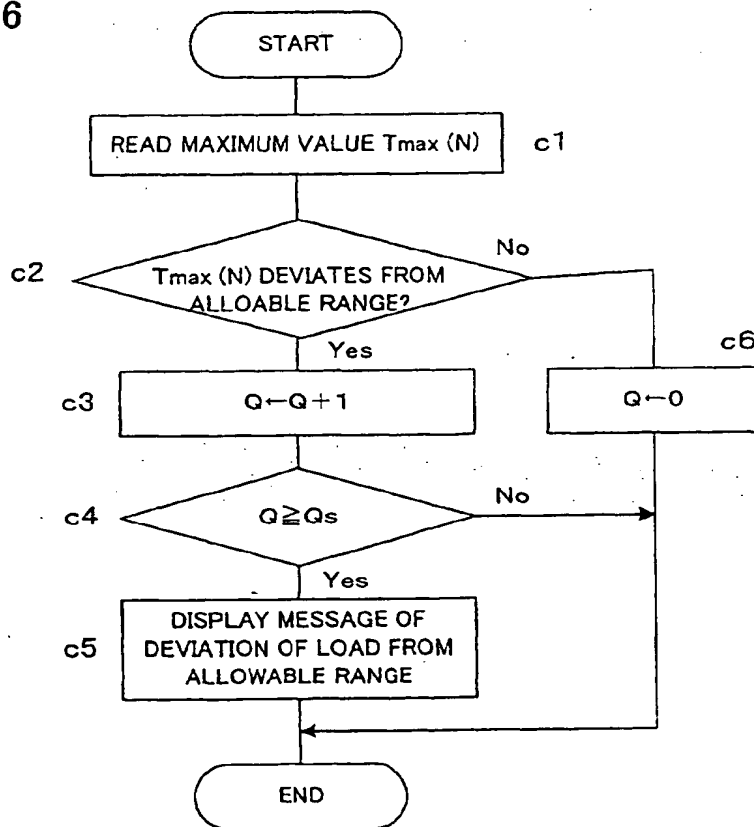 6
START
READ MAXIMUM VALUE Tmax (N)
c1
No
c2
Tmax (N) DEVIATES FROM
ALLOABLE RANGE?
Yes
c6
c3
Q←Q+1
Q←0
No
c4
Q≧Qs
Yes
c5
DISPLAY MESSAGE OF
DEVIATION OF LOAD FROM
ALLOWABLE RANGE
END